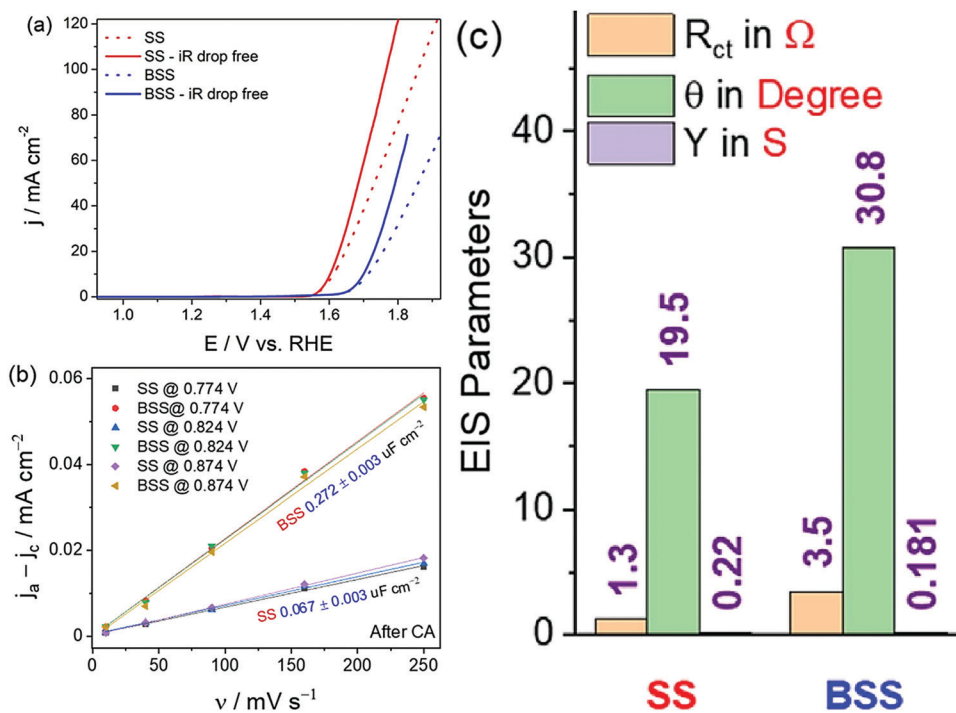 (a)
SS
SS - iR drop free
BSS
BSS - iR drop free
120
100
80
60
40
20
0
j / mA cm⁻²
1.0 1.2 1.4 1.6 1.8
E / V vs. RHE
(b)
SS @ 0.774 V
BSS@ 0.774 V
SS @ 0.824 V
BSS @ 0.824 V
SS @ 0.874 V
BSS @ 0.874 V
0.06
0.04
0.02
0
jₐ – j꜀ / mA cm⁻²
BSS 0.272 ± 0.003 uF cm⁻²
SS 0.067 ± 0.003 uF cm⁻²
After CA
0 50 100 150 200 250
ν / mV s⁻¹
(c)
R_ct in Ω
θ in Degree
Y in S
40
30
20
10
0
EIS Parameters
1.3
19.5
0.22
3.5
30.8
0.181
SS
BSS